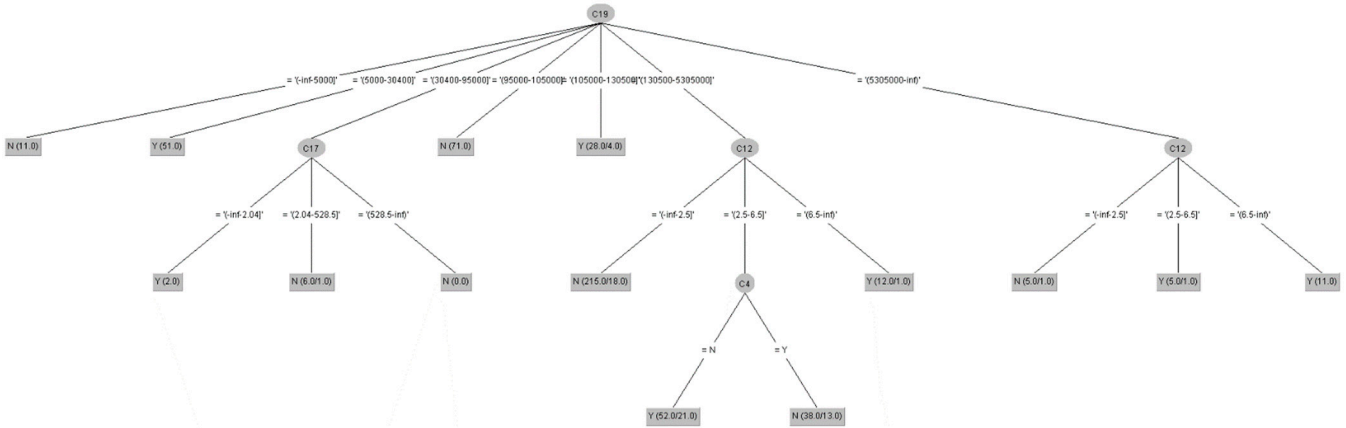 C19
= '(-inf-5000]'
= '(5000-30400]'
= '(30400-95000]'
= '(95000-105000]'
= '(105000-130500]'
'(130500-5305000]'
= '(5305000-inf)'
N (11.0)
Y (51.0)
C17
N (71.0)
Y (28.0/4.0)
C12
C12
= '(-inf-2.04]'
= '(2.04-528.5]'
= '(528.5-inf)'
= '(-inf-2.5]'
= '(2.5-6.5]'
= '(6.5-inf)'
= '(-inf-2.5]'
= '(2.5-6.5]'
= '(6.5-inf)'
Y (2.0)
N (6.0/1.0)
N (0.0)
N (215.0/18.0)
C4
Y (12.0/1.0)
N (5.0/1.0)
Y (5.0/1.0)
Y (11.0)
= N
= Y
Y (52.0/21.0)
N (38.0/13.0)